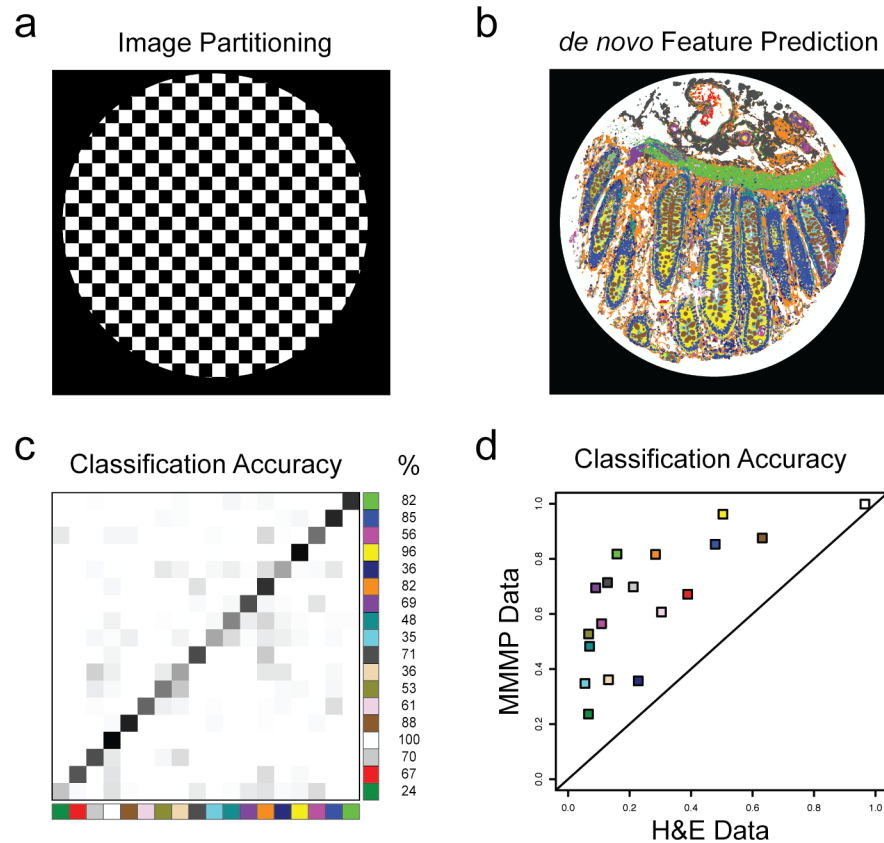 a
Image Partitioning
b
de novo Feature Prediction
c
Classification Accuracy %
82
85
56
96
36
82
69
48
35
71
36
53
61
88
100
70
67
24
d
Classification Accuracy
MMMP Data
1.0
0.8
0.6
0.4
0.2
0.0
0.0 0.2 0.4 0.6 0.8 1.0
H&E Data